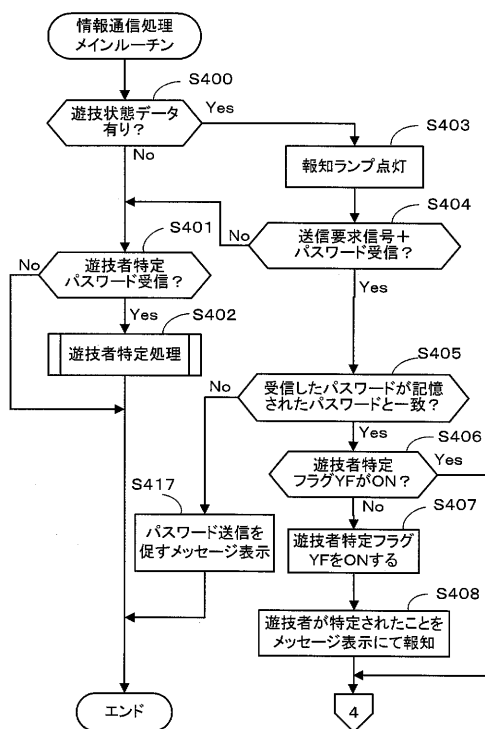 情報通信処理
メインルーチン
S400
遊技状態データ
有り?
Yes
No
S403
報知ランプ点灯
S404
送信要求信号+
パスワード受信?
No
Yes
S401
遊技者特定
パスワード受信?
No
Yes
S402
遊技者特定処理
S405
受信したパスワードが記憶
されたパスワードと一致?
No
Yes
S406
遊技者特定
フラグYFがON?
Yes
No
S417
パスワード送信を
促すメッセージ表示
S407
遊技者特定フラグ
YFをONする
S408
遊技者が特定されたことを
メッセージ表示にて報知
エンド
4